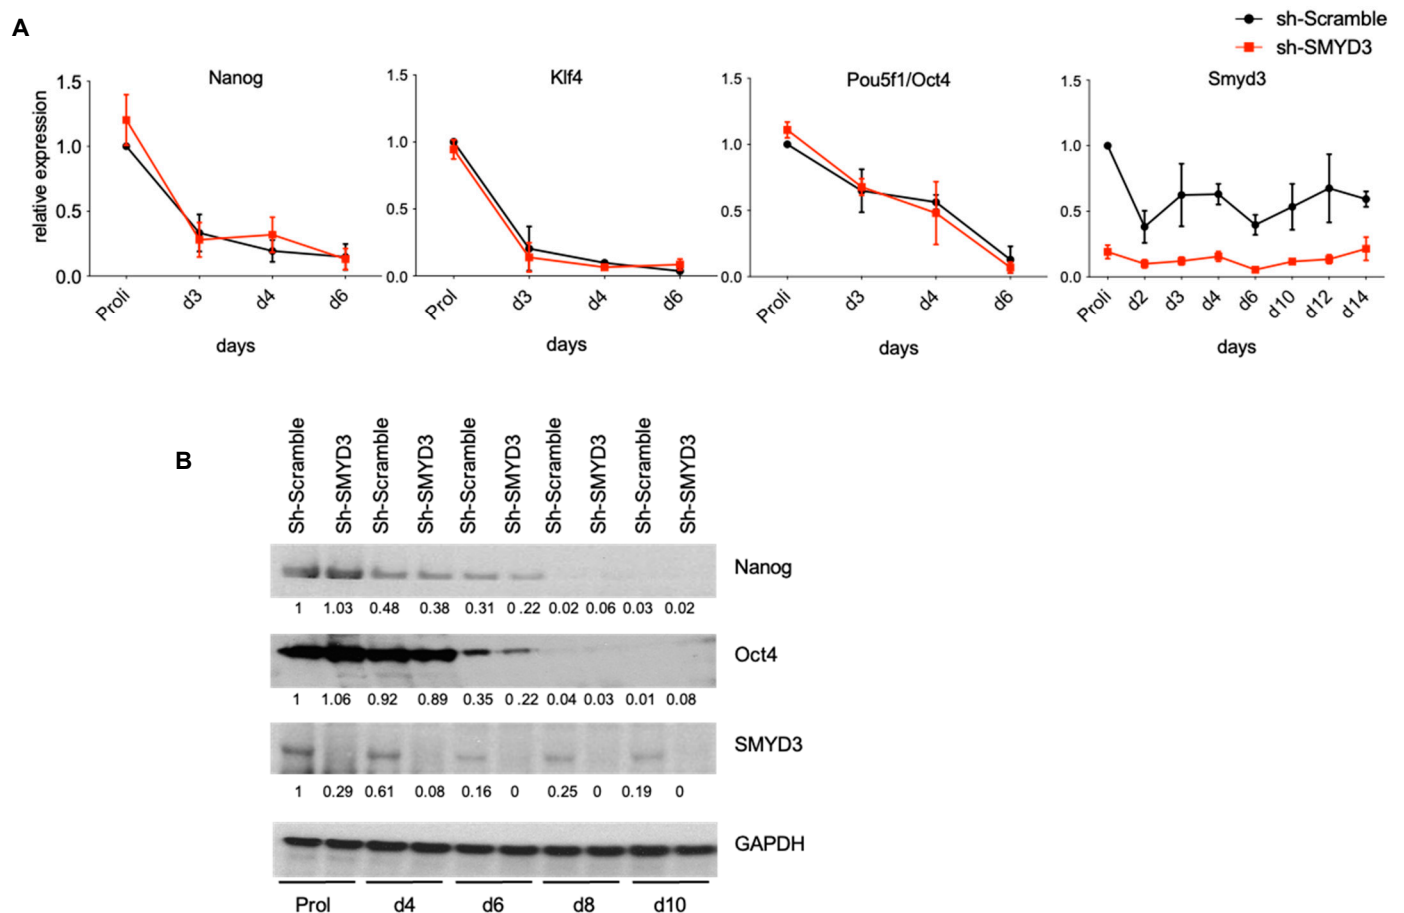 A
sh-Scramble
sh-SMYD3
Nanog
Klf4
Pou5f1/Oct4
Smyd3
relative expression
1.5
1.0
0.5
0.0
Proli
d3
d4
d6
days
1.5
1.0
0.5
0.0
Prol
d3
d4
d6
days
1.5
1.0
0.5
0.0
Proli
d3
d4
d6
days
1.5
1.0
0.5
0.0
Proli
d2
d3
d4
d6
d10
d12
d14
days
B
Sh-Scramble
Sh-SMYD3
Sh-Scramble
Sh-SMYD3
Sh-Scramble
Sh-SMYD3
Sh-Scramble
Sh-SMYD3
Sh-Scramble
Sh-SMYD3
Nanog
1 1.03 0.48 0.38 0.31 0 .22 0.02 0.06 0.03 0.02
Oct4
1 1.06 0.92 0.89 0.35 0 .22 0.04 0.03 0.01 0.08
SMYD3
1 0.29 0.61 0.08 0.16 0 0.25 0 0.19 0
GAPDH
Prol d4 d6 d8 d10